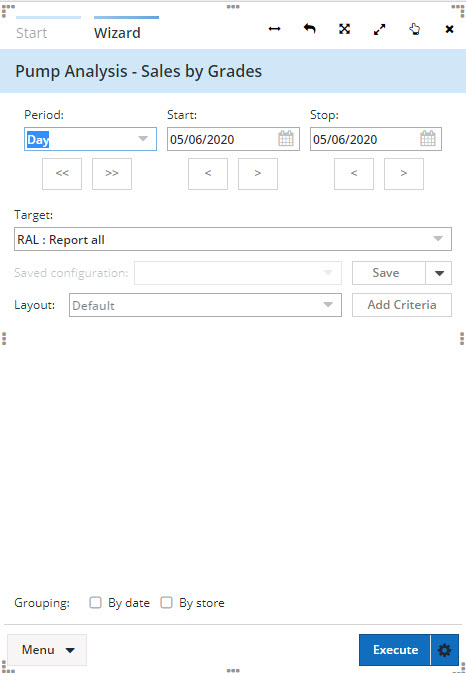 Start Wizard
Pump Analysis - Sales by Grades
Period: Start: Stop:
Day 05/06/2020 05/06/2020
<< >> < > < >
Target:
RAL : Report all
Saved configuration: Save
Layout: Default Add Criteria
Grouping: By date By store
Menu Execute